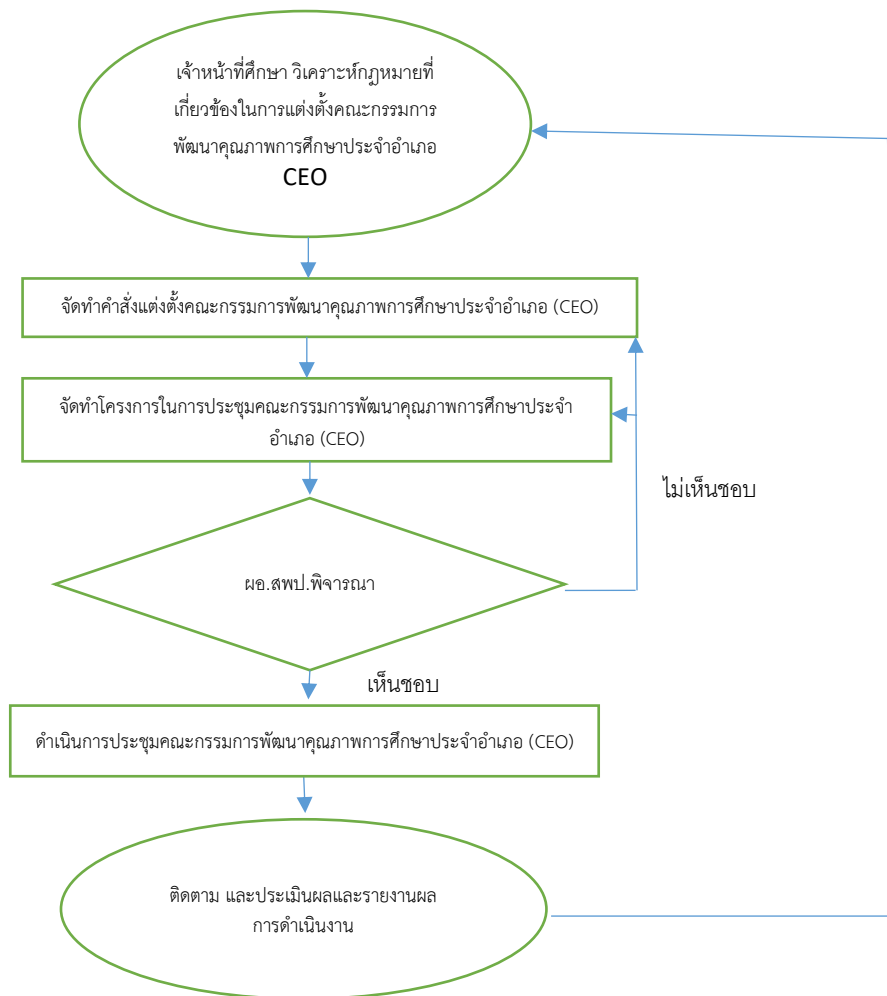 เจ้าหน้าที่ศึกษา วิเคราะห์กฎหมายที่
เกี่ยวข้องในการแต่งตั้งคณะกรรมการ
พัฒนาคุณภาพการศึกษาประจำอำเภอ
CEO
จัดทำคำสั่งแต่งตั้งคณะกรรมการพัฒนาคุณภาพการศึกษาประจำอำเภอ (CEO)
จัดทำโครงการในการประชุมคณะกรรมการพัฒนาคุณภาพการศึกษาประจำ
อำเภอ (CEO)
ไม่เห็นชอบ
ผอ.สพป.พิจารณา
เห็นชอบ
ดำเนินการประชุมคณะกรรมการพัฒนาคุณภาพการศึกษาประจำอำเภอ (CEO)
ติดตาม และประเมินผลและรายงานผล
การดำเนินงาน